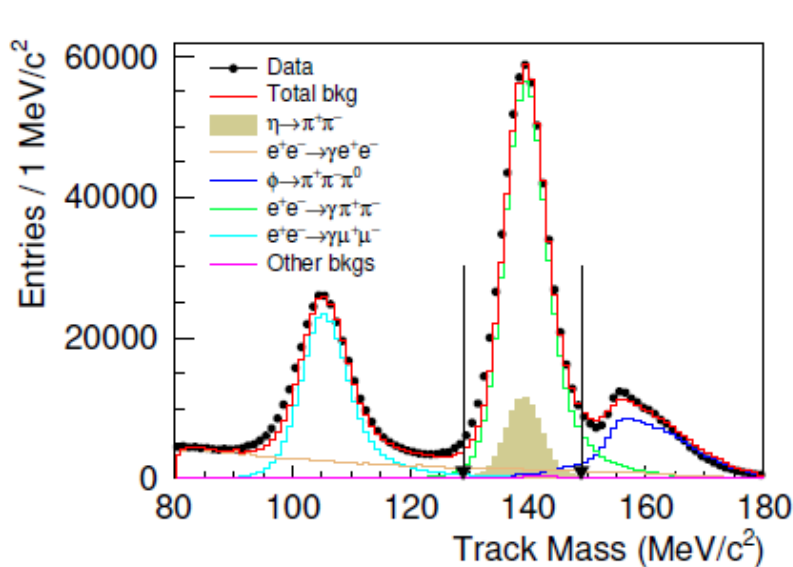 Entries / 1 MeV/c²
60000
40000
20000
0
Data
Total bkg
η→π⁺π⁻
e⁺e⁻→γe⁺e⁻
ϕ→π⁺π⁻π⁰
e⁺e⁻→γπ⁺π⁻
e⁺e⁻→γμ⁺μ⁻
Other bkgs
80 100 120 140 160 180
Track Mass (MeV/c²)